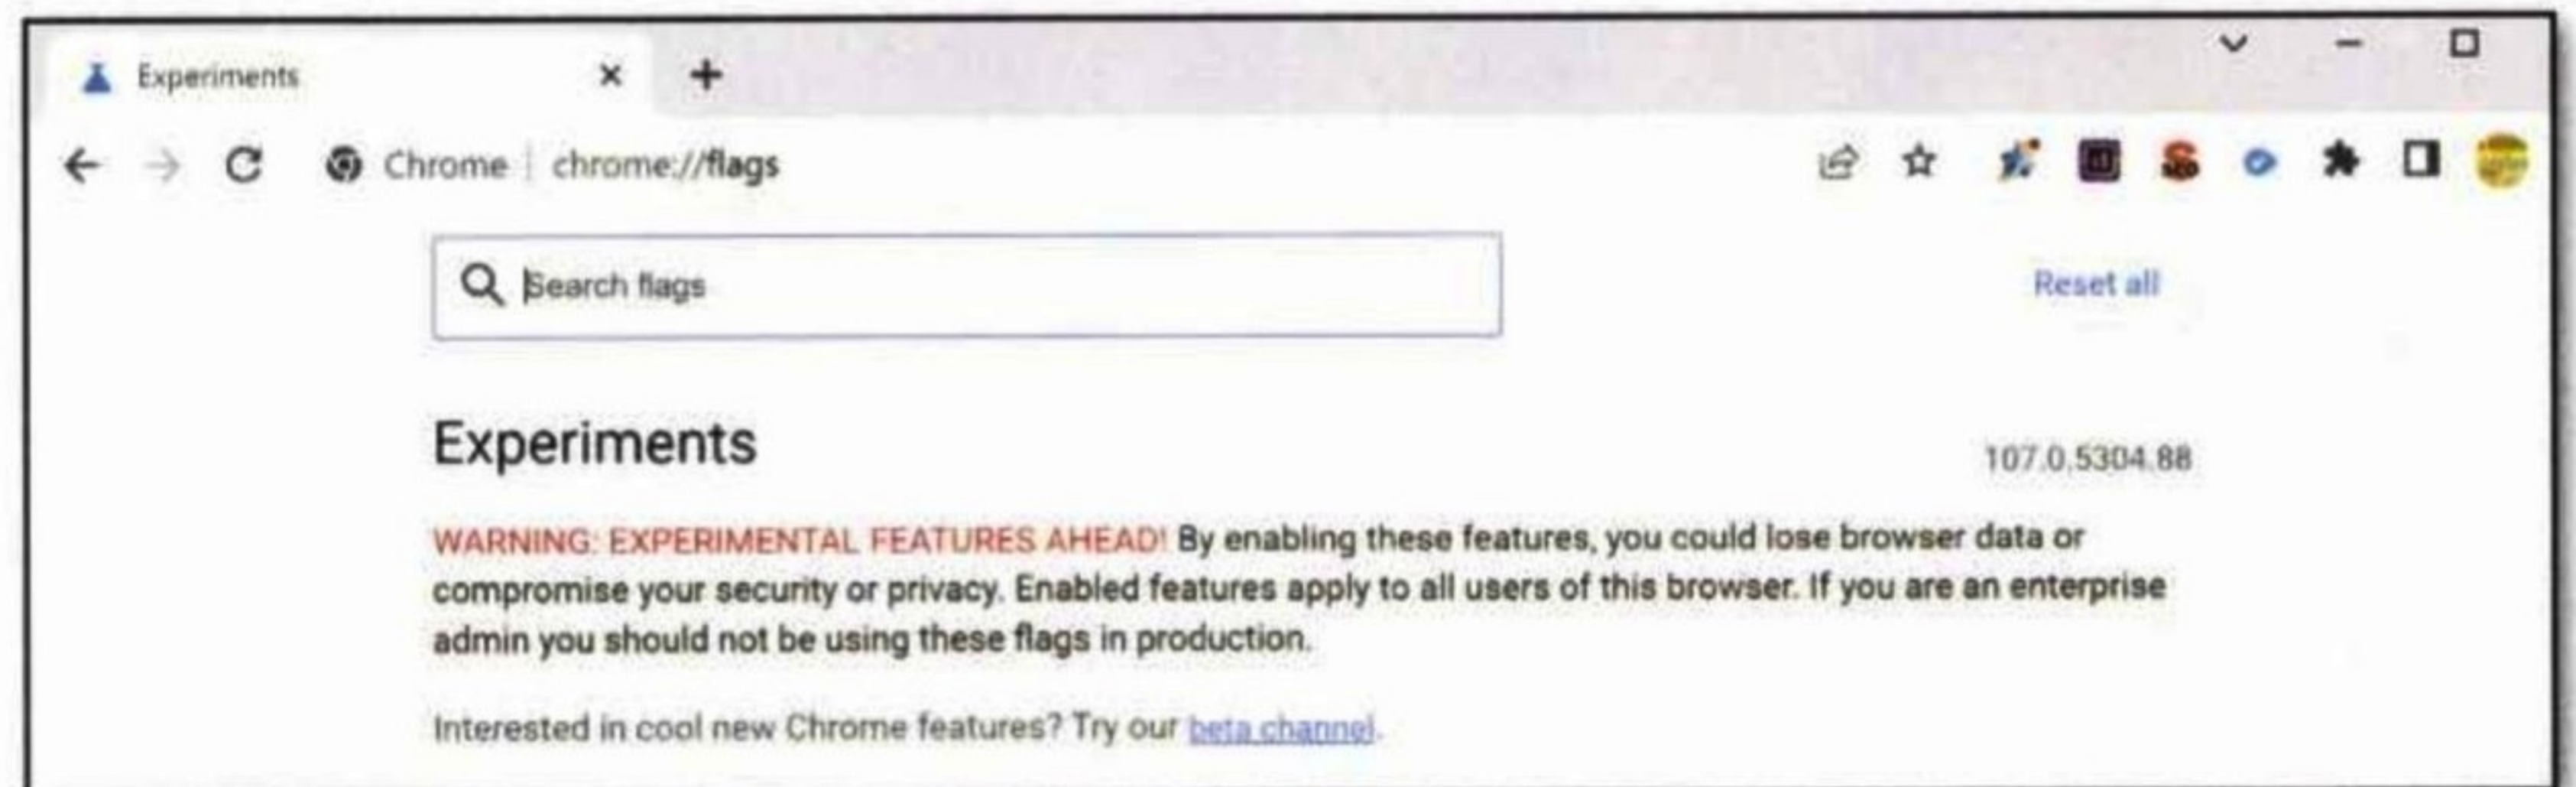 Experiments
Chrome | chrome://flags
Search flags
Reset all
Experiments
107.0.5304.88
WARNING: EXPERIMENTAL FEATURES AHEAD! By enabling these features, you could lose browser data or
compromise your security or privacy. Enabled features apply to all users of this browser. If you are an enterprise
admin you should not be using these flags in production.
Interested in cool new Chrome features? Try our beta channel.